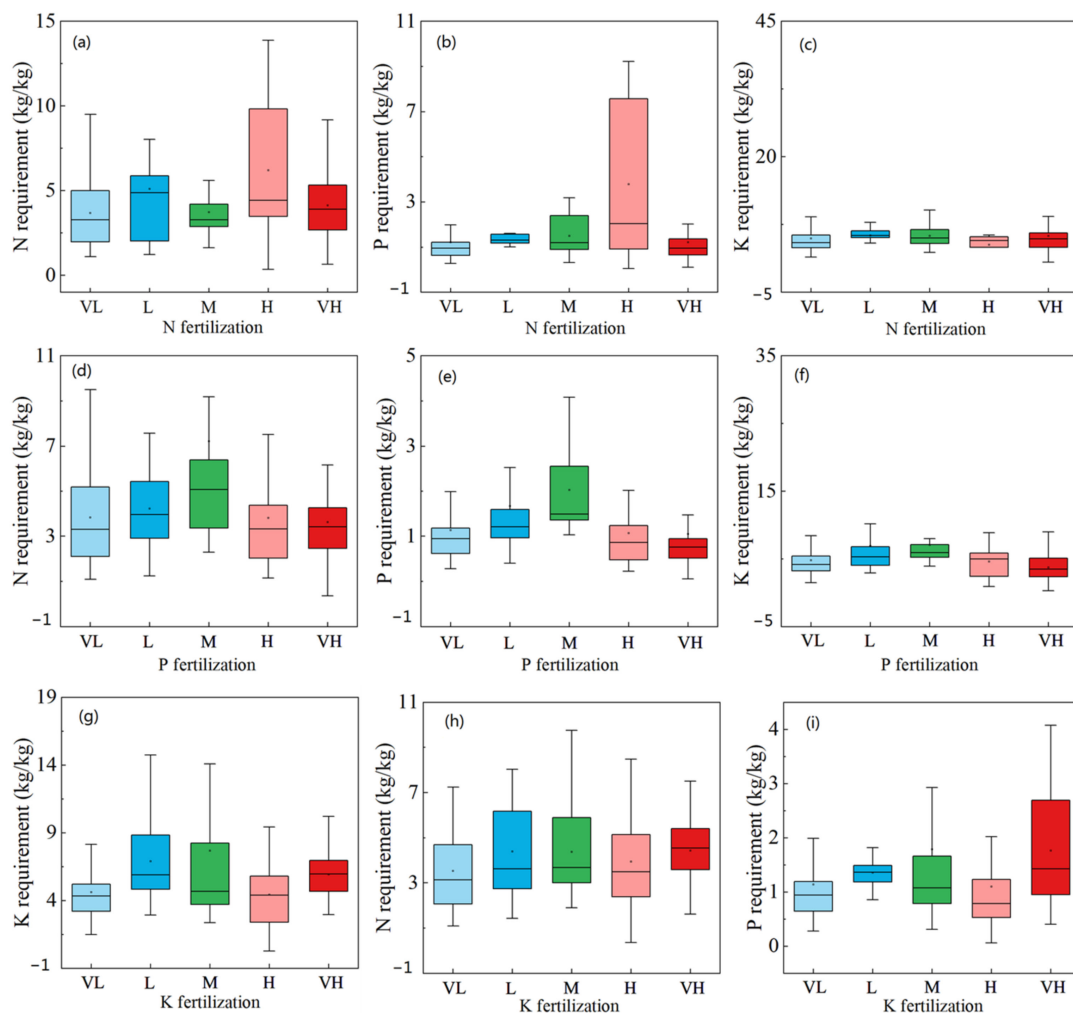 (a)
N requirement (kg/kg)
15
10
5
0
VL L M H VH
N fertilization
(b)
P requirement (kg/kg)
11
7
3
−1
VL L M H VH
N fertilization
(c)
K requirement (kg/kg)
45
20
−5
VL L M H VH
N fertilization
(d)
N requirement (kg/kg)
11
7
3
−1
VL L M H VH
P fertilization
(e)
P requirement (kg/kg)
5
3
1
−1
VL L M H VH
P fertilization
(f)
K requirement (kg/kg)
35
15
−5
VL L M H VH
P fertilization
(g)
K requirement (kg/kg)
19
14
9
4
−1
VL L M H VH
K fertilization
(h)
N requirement (kg/kg)
11
7
3
−1
VL L M H VH
K fertilization
(i)
P requirement (kg/kg)
4
3
2
1
0
VL L M H VH
K fertilization